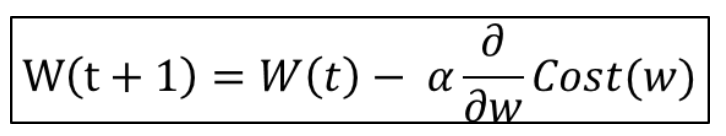 W(t + 1) = W(t) − α ∂/∂w Cost(w)